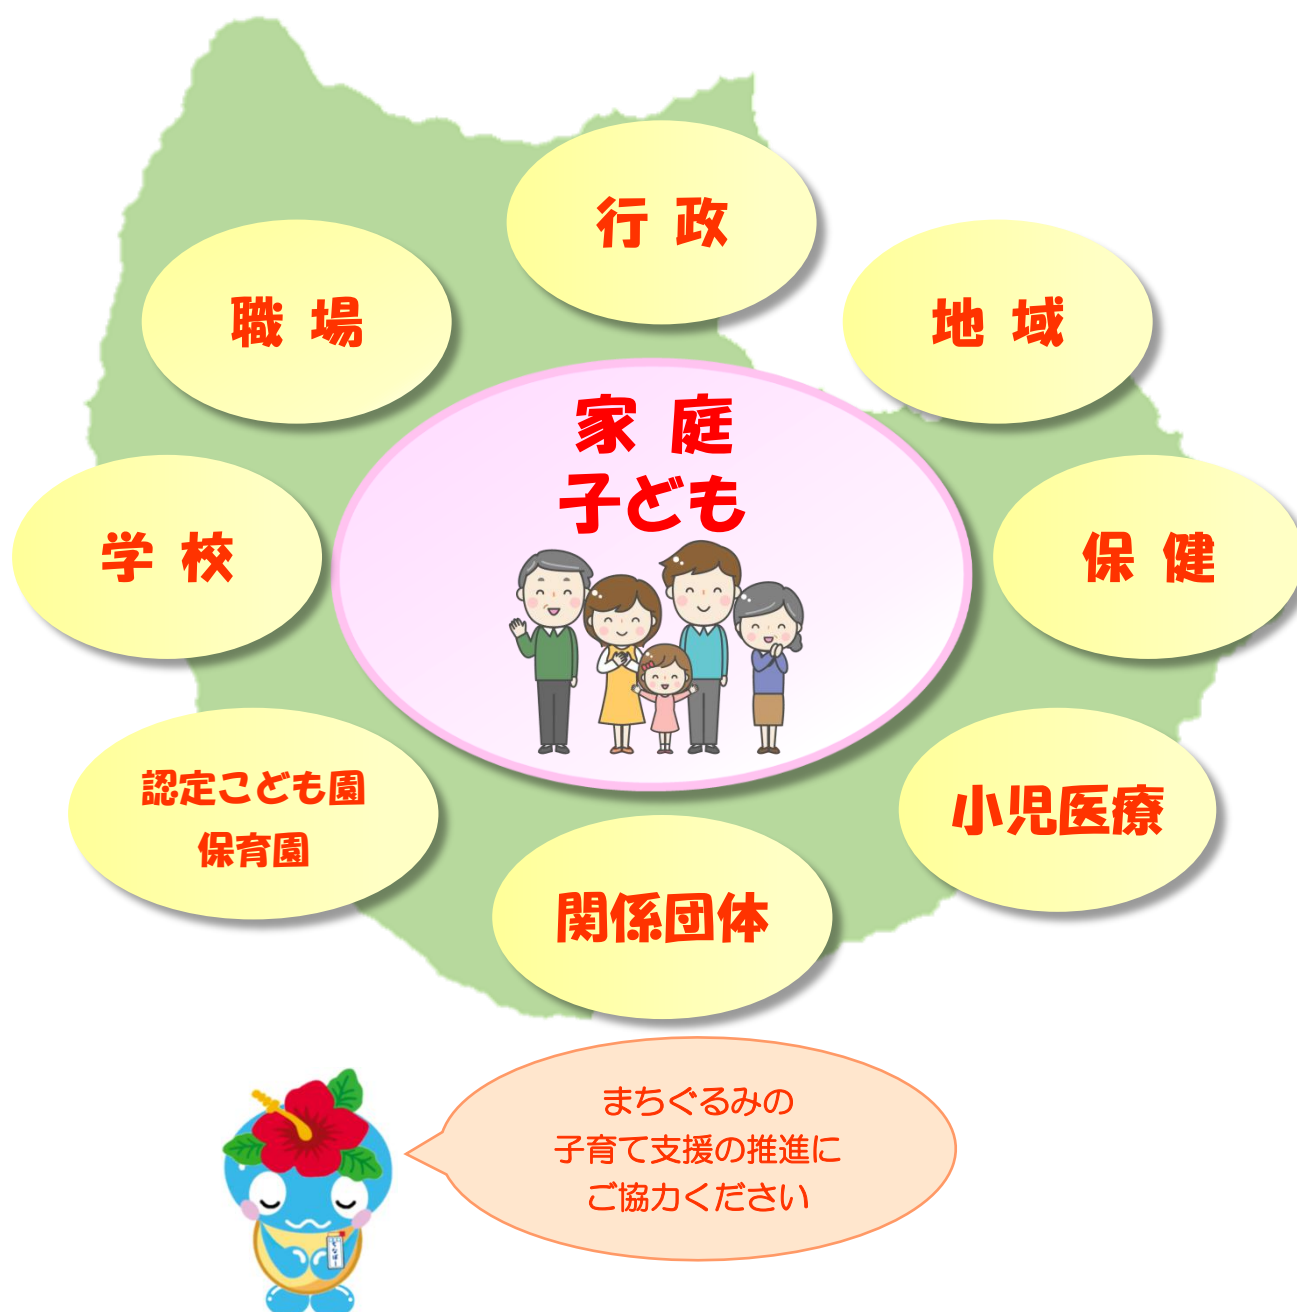 行 政
職 場
地 域
家 庭
子ども
学 校
保 健
認定こども園
保育園
小児医療
関係団体
まちぐるみの
子育て支援の推進に
ご協力ください